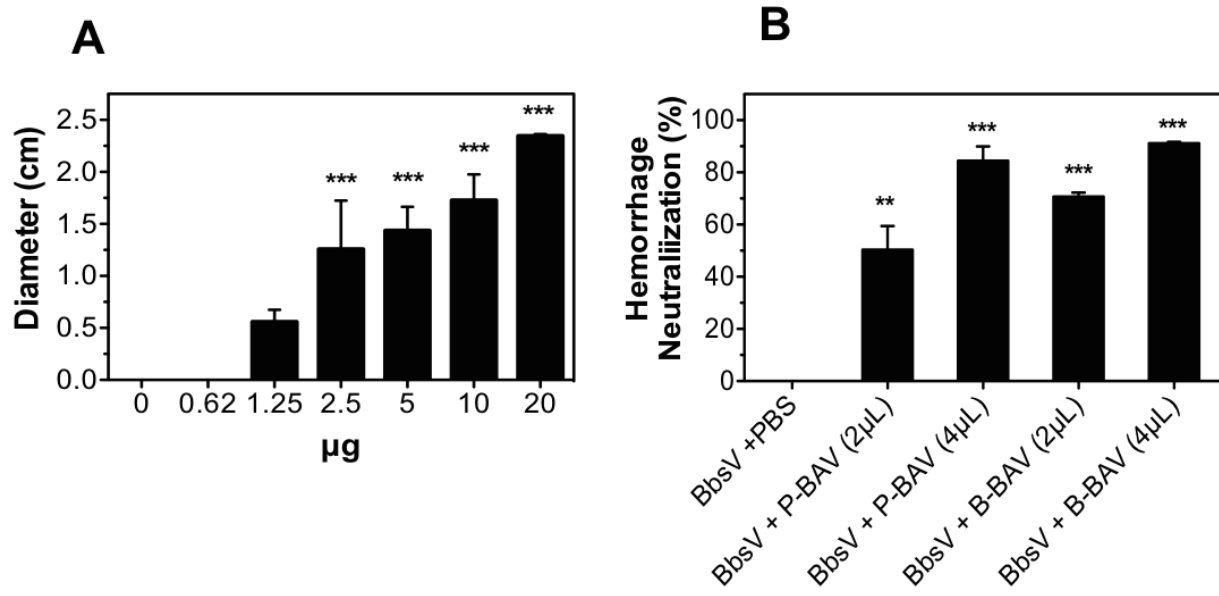 A
Diameter (cm)
2.5
2.0
1.5
1.0
0.5
0.0
***
***
***
***
0 0.62 1.25 2.5 5 10 20
µg
B
Hemorrhage
Neutraliization (%)
100
80
60
40
20
0
**
***
***
***
BbsV +PBS
BbsV + P-BAV (2µL)
BbsV + P-BAV (4µL)
BbsV + B-BAV (2µL)
BbsV + B-BAV (4µL)